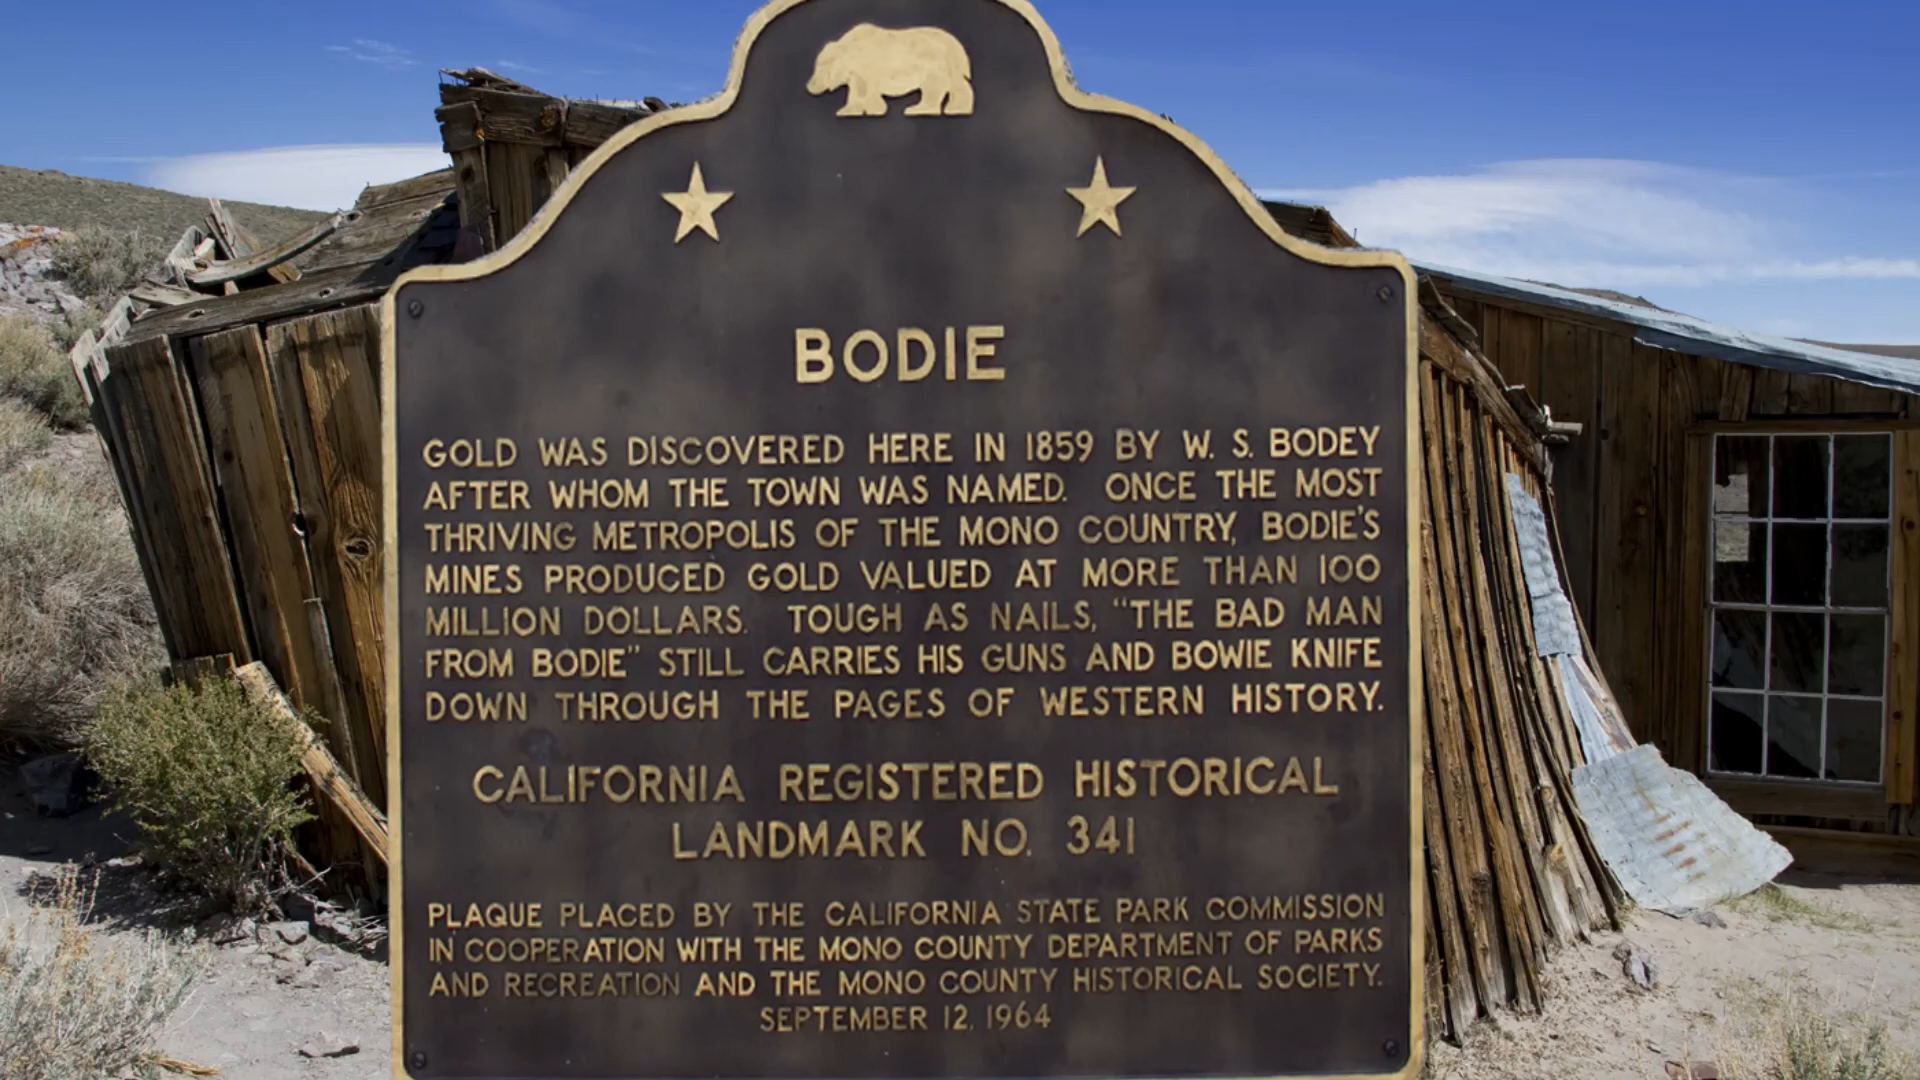 BODIE
GOLD WAS DISCOVERED HERE IN 1859 BY W. S. BODEY
AFTER WHOM THE TOWN WAS NAMED. ONCE THE MOST
THRIVING METROPOLIS OF THE MONO COUNTRY, BODIE'S
MINES PRODUCED GOLD VALUED AT MORE THAN 100
MILLION DOLLARS. TOUGH AS NAILS, "THE BAD MAN
FROM BODIE" STILL CARRIES HIS GUNS AND BOWIE KNIFE
DOWN THROUGH THE PAGES OF WESTERN HISTORY.
CALIFORNIA REGISTERED HISTORICAL
LANDMARK NO. 341
PLAQUE PLACED BY THE CALIFORNIA STATE PARK COMMISSION
IN COOPERATION WITH THE MONO COUNTY DEPARTMENT OF PARKS
AND RECREATION AND THE MONO COUNTY HISTORICAL SOCIETY.
SEPTEMBER 12, 1964